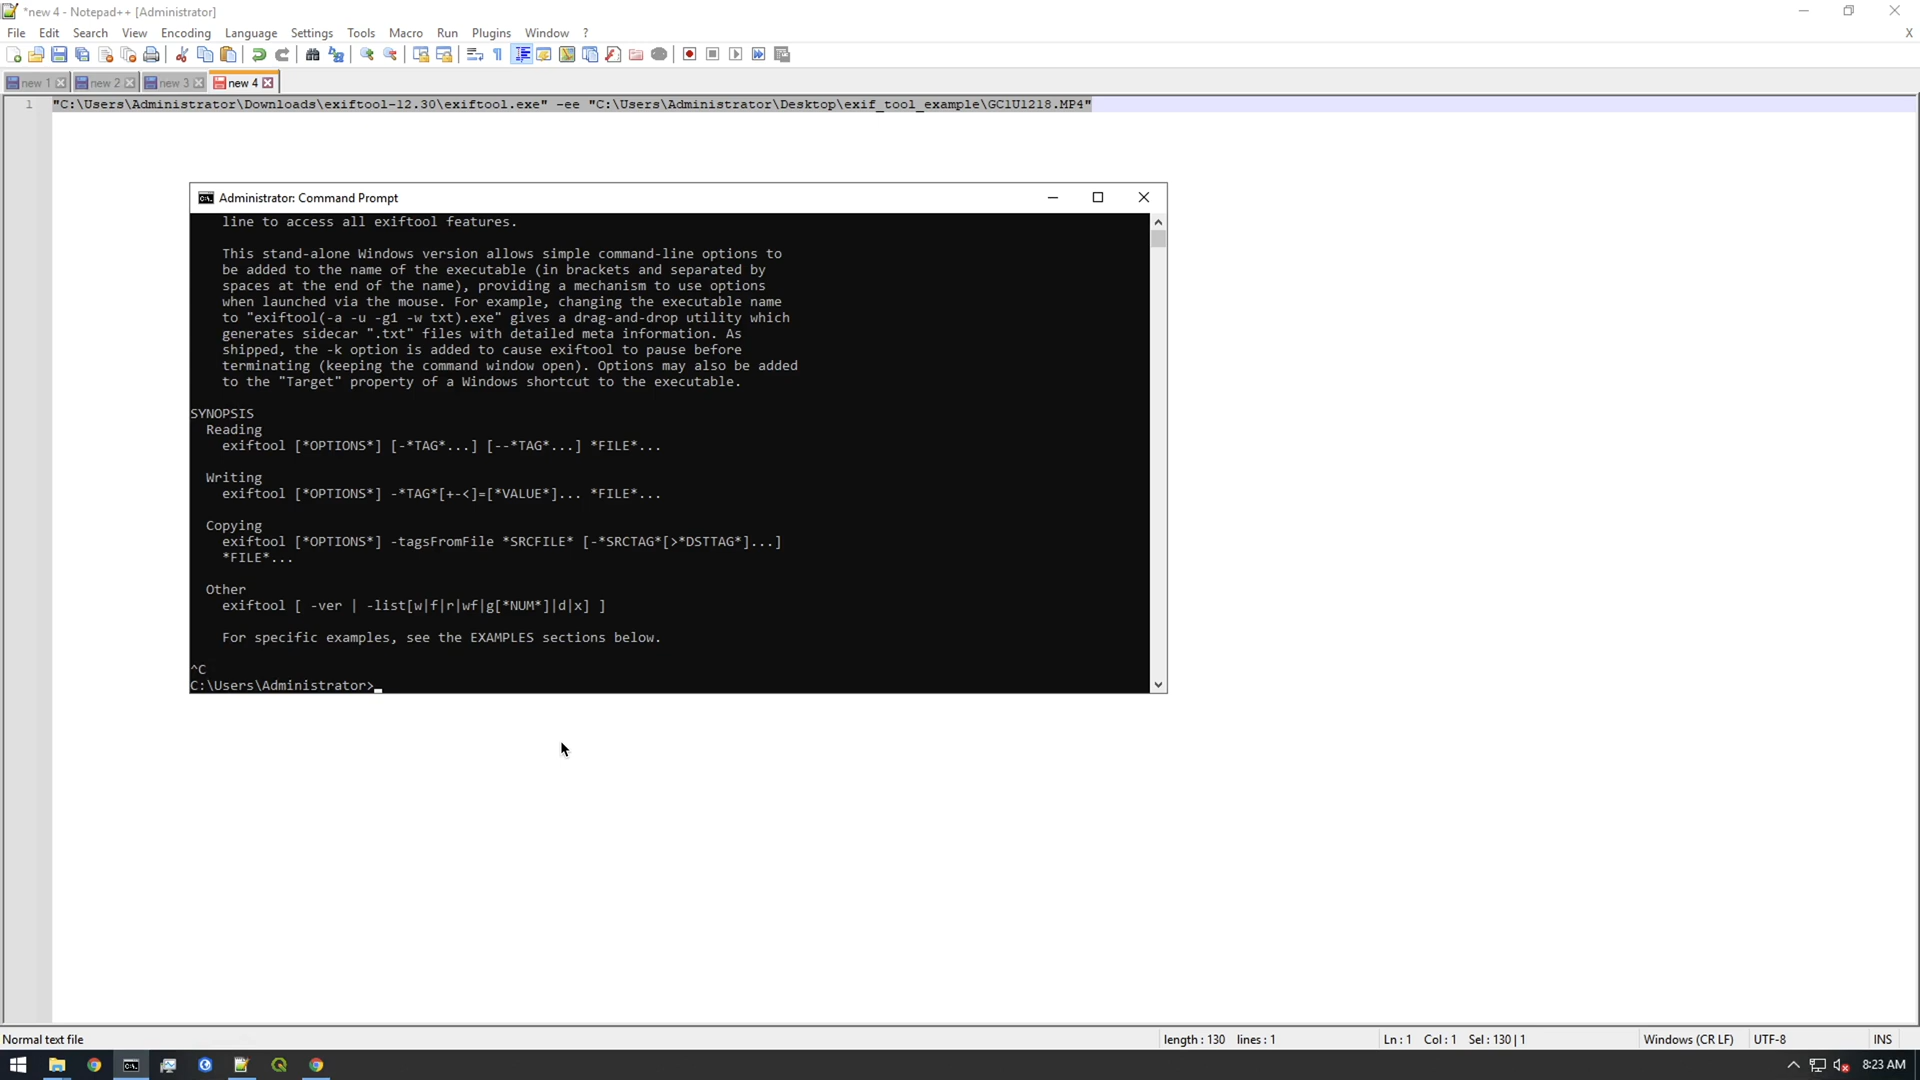 *new 4 - Notepad++ [Administrator]
File Edit Search View Encoding Language Settings Tools Macro Run Plugins Window ? X
new 1 new 2 new 3 new 4
1 "C:\Users\Administrator\Downloads\exiftool-12.30\exiftool.exe" -ee "C:\Users\Administrator\Desktop\exif_tool_example\GC1U1218.MP4"
Administrator: Command Prompt
line to access all exiftool features.
This stand-alone Windows version allows simple command-line options to
be added to the name of the executable (in brackets and separated by
spaces at the end of the name), providing a mechanism to use options
when launched via the mouse. For example, changing the executable name
to "exiftool(-a -u -g1 -w txt).exe" gives a drag-and-drop utility which
generates sidecar ".txt" files with detailed meta information. As
shipped, the -k option is added to cause exiftool to pause before
terminating (keeping the command window open). Options may also be added
to the "Target" property of a Windows shortcut to the executable.
SYNOPSIS
Reading
exiftool [*OPTIONS*] [-*TAG*...] [--*TAG*...] *FILE*...
Writing
exiftool [*OPTIONS*] -*TAG*[+-<]=[*VALUE*]... *FILE*...
Copying
exiftool [*OPTIONS*] -tagsFromFile *SRCFILE* [-*SRCTAG*[>*DSTTAG*]...]
*FILE*...
Other
exiftool [ -ver | -list[w|f|r|wf|g[*NUM*]|d|x] ]
For specific examples, see the EXAMPLES sections below.
^C
C:\Users\Administrator>_
Normal text file length : 130 lines : 1 Ln : 1 Col : 1 Sel : 130 | 1 Windows (CR LF) UTF-8 INS
8:23 AM